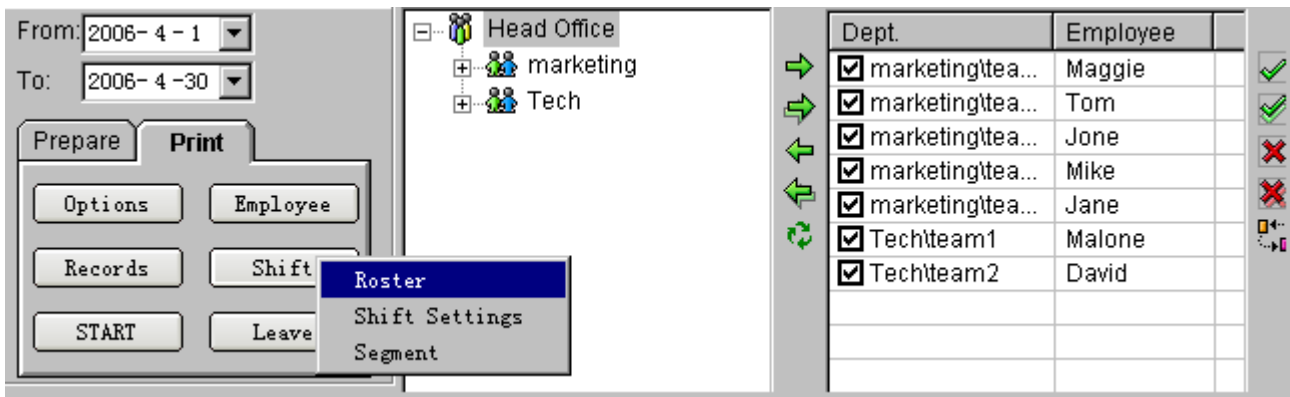 From: 2006- 4 - 1
To: 2006- 4 -30
Prepare Print
Options Employee
Records Shift
START Leave
Roster
Shift Settings
Segment
Head Office
marketing
Tech
Dept. Employee
marketing\tea... Maggie
marketing\tea... Tom
marketing\tea... Jone
marketing\tea... Mike
marketing\tea... Jane
Tech\team1 Malone
Tech\team2 David